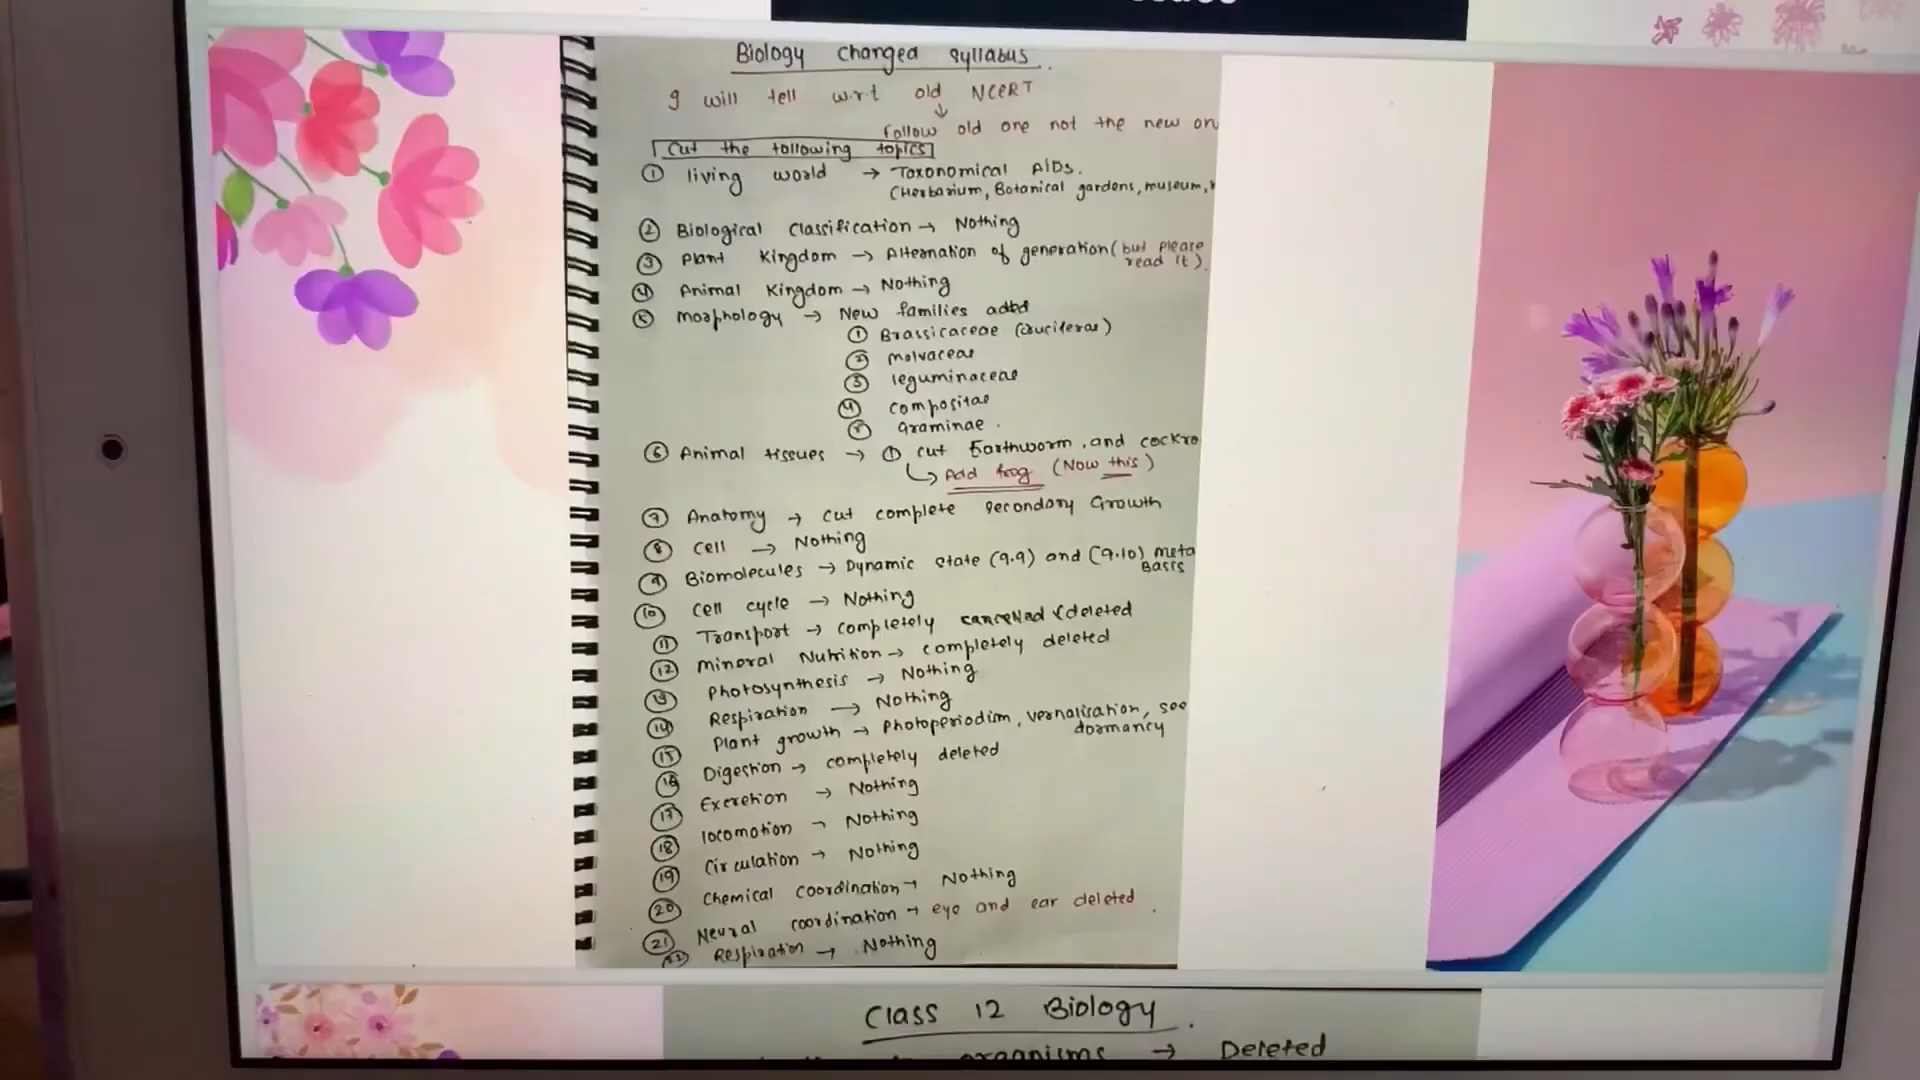 Biology changed syllabus.
I will tell w.r.t old NCERT
↓
Follow old one not the new on
Cut the following topics
① living world → Taxonomical AIDs.
(Herbarium, Botanical gardens, museum,
② Biological Classification → Nothing
③ Plant Kingdom → Alternation of generation (but please
read it).
④ Animal Kingdom → Nothing
⑤ Morphology → New families added
① Brassicaceae (cruciferae)
② Malvaceae
③ leguminaceae
④ compositae
⑤ Graminae.
⑥ Animal tissues → ① cut Earthworm, and cockro
↳ Add frog (Now this)
⑦ Anatomy → cut complete secondary Growth
⑧ Cell → Nothing
⑨ Biomolecules → Dynamic state (9.9) and (9.10) meta
Basis
⑩ Cell cycle → Nothing
⑪ Transport → completely cancelled (deleted
⑫ Mineral Nutrition → completely deleted
⑬ Photosynthesis → Nothing
⑭ Respiration → Nothing
⑮ Plant growth → Photoperiodim, vernalisation, see
dormancy
⑯ Digestion → completely deleted
⑰ Excretion → Nothing
⑱ locomotion → Nothing
⑲ Circulation → Nothing
⑳ Chemical coordination → Nothing
㉑ Neural coordination → eye and ear deleted.
㉒ Respiration → Nothing
Class 12 Biology.
organisms → Deleted